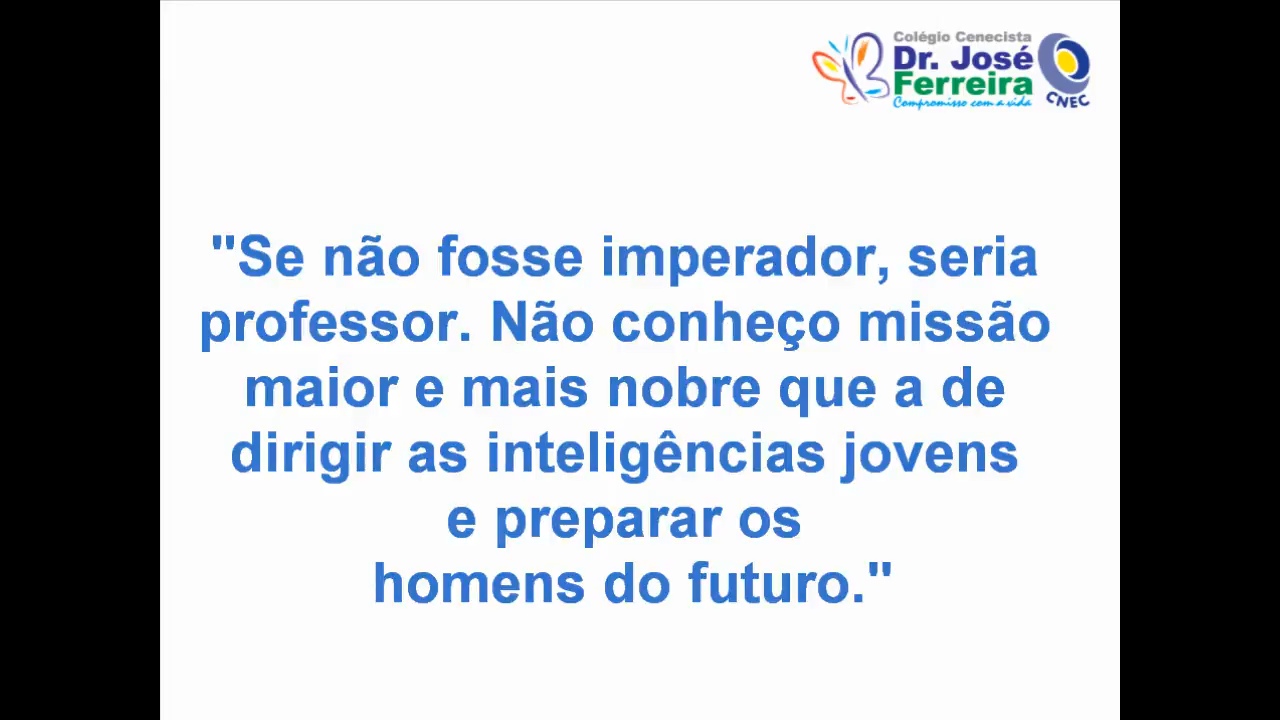 Colégio Cenecista
Dr. José
Ferreira
Compromisso com a vida
CNEC
"Se não fosse imperador, seria
professor. Não conheço missão
maior e mais nobre que a de
dirigir as inteligências jovens
e preparar os
homens do futuro."